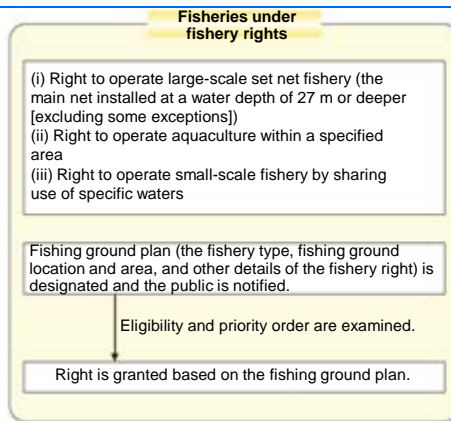 Fisheries under
fishery rights
(i) Right to operate large-scale set net fishery (the
main net installed at a water depth of 27 m or deeper
[excluding some exceptions])
(ii) Right to operate aquaculture within a specified
area
(iii) Right to operate small-scale fishery by sharing
use of specific waters
Fishing ground plan (the fishery type, fishing ground
location and area, and other details of the fishery right) is
designated and the public is notified.
Eligibility and priority order are examined.
Right is granted based on the fishing ground plan.